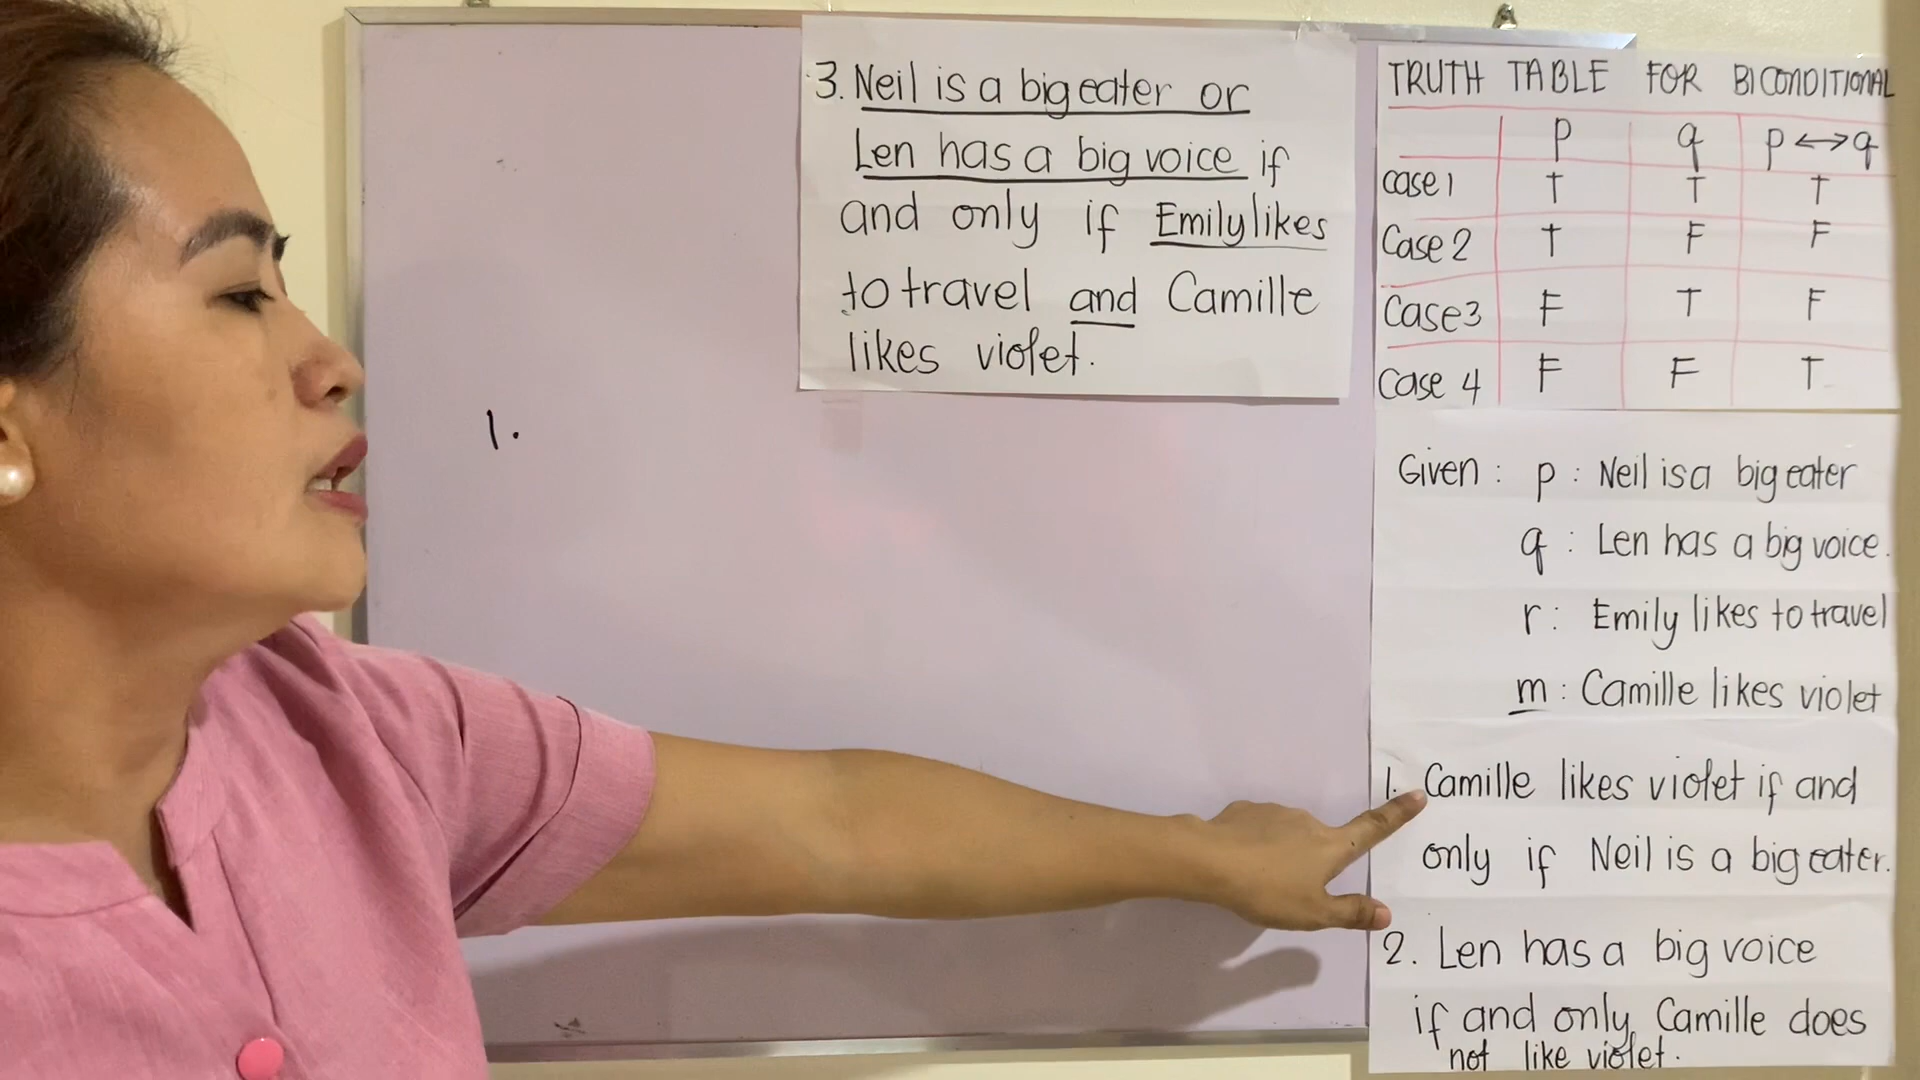 3. Neil is a big eater or
Len has a big voice if
and only if Emily likes
to travel and Camille
likes violet.
TRUTH TABLE FOR BICONDITIONAL
p q p ↔ q
case 1 T T T
Case 2 T F F
Case 3 F T F
Case 4 F F T
1.
Given : p : Neil is a big eater
q : Len has a big voice.
r : Emily likes to travel
m : Camille likes violet
1. Camille likes violet if and
only if Neil is a big eater.
2. Len has a big voice
if and only Camille does
not like violet.